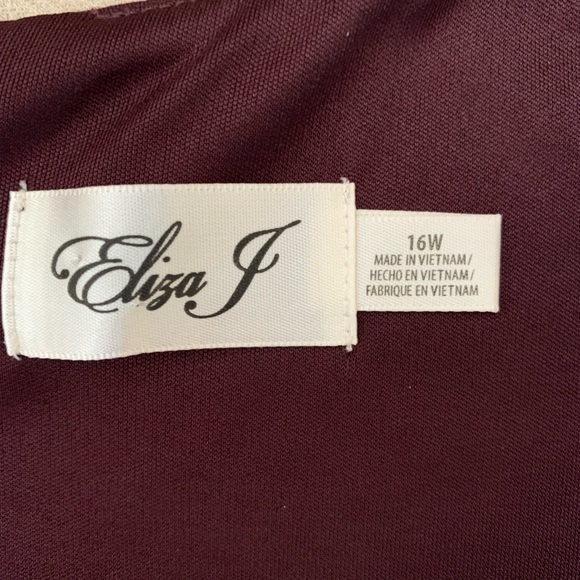 Eliza J
16W
MADE IN VIETNAM/
HECHO EN VIETNAM/
FABRIQUE EN VIETNAM